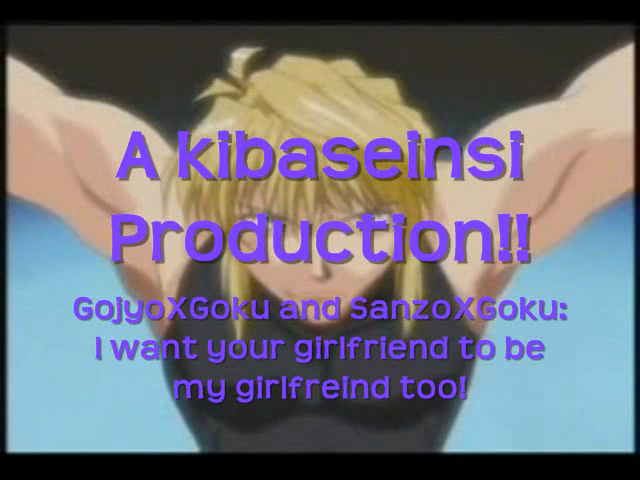 A kibaseinsi
Production!!
GojyoXGoku and SanzoXGoku:
I want your girlfriend to be
my girlfreind too!